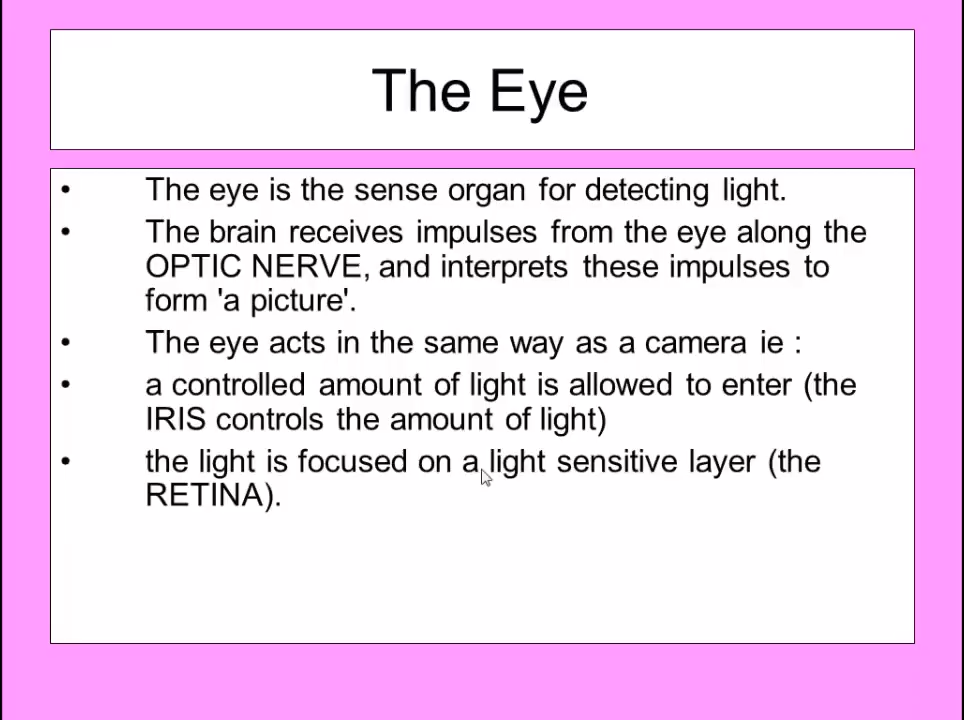 The Eye
• The eye is the sense organ for detecting light.
• The brain receives impulses from the eye along the
OPTIC NERVE, and interprets these impulses to
form 'a picture'.
• The eye acts in the same way as a camera ie :
• a controlled amount of light is allowed to enter (the
IRIS controls the amount of light)
• the light is focused on a light sensitive layer (the
RETINA).